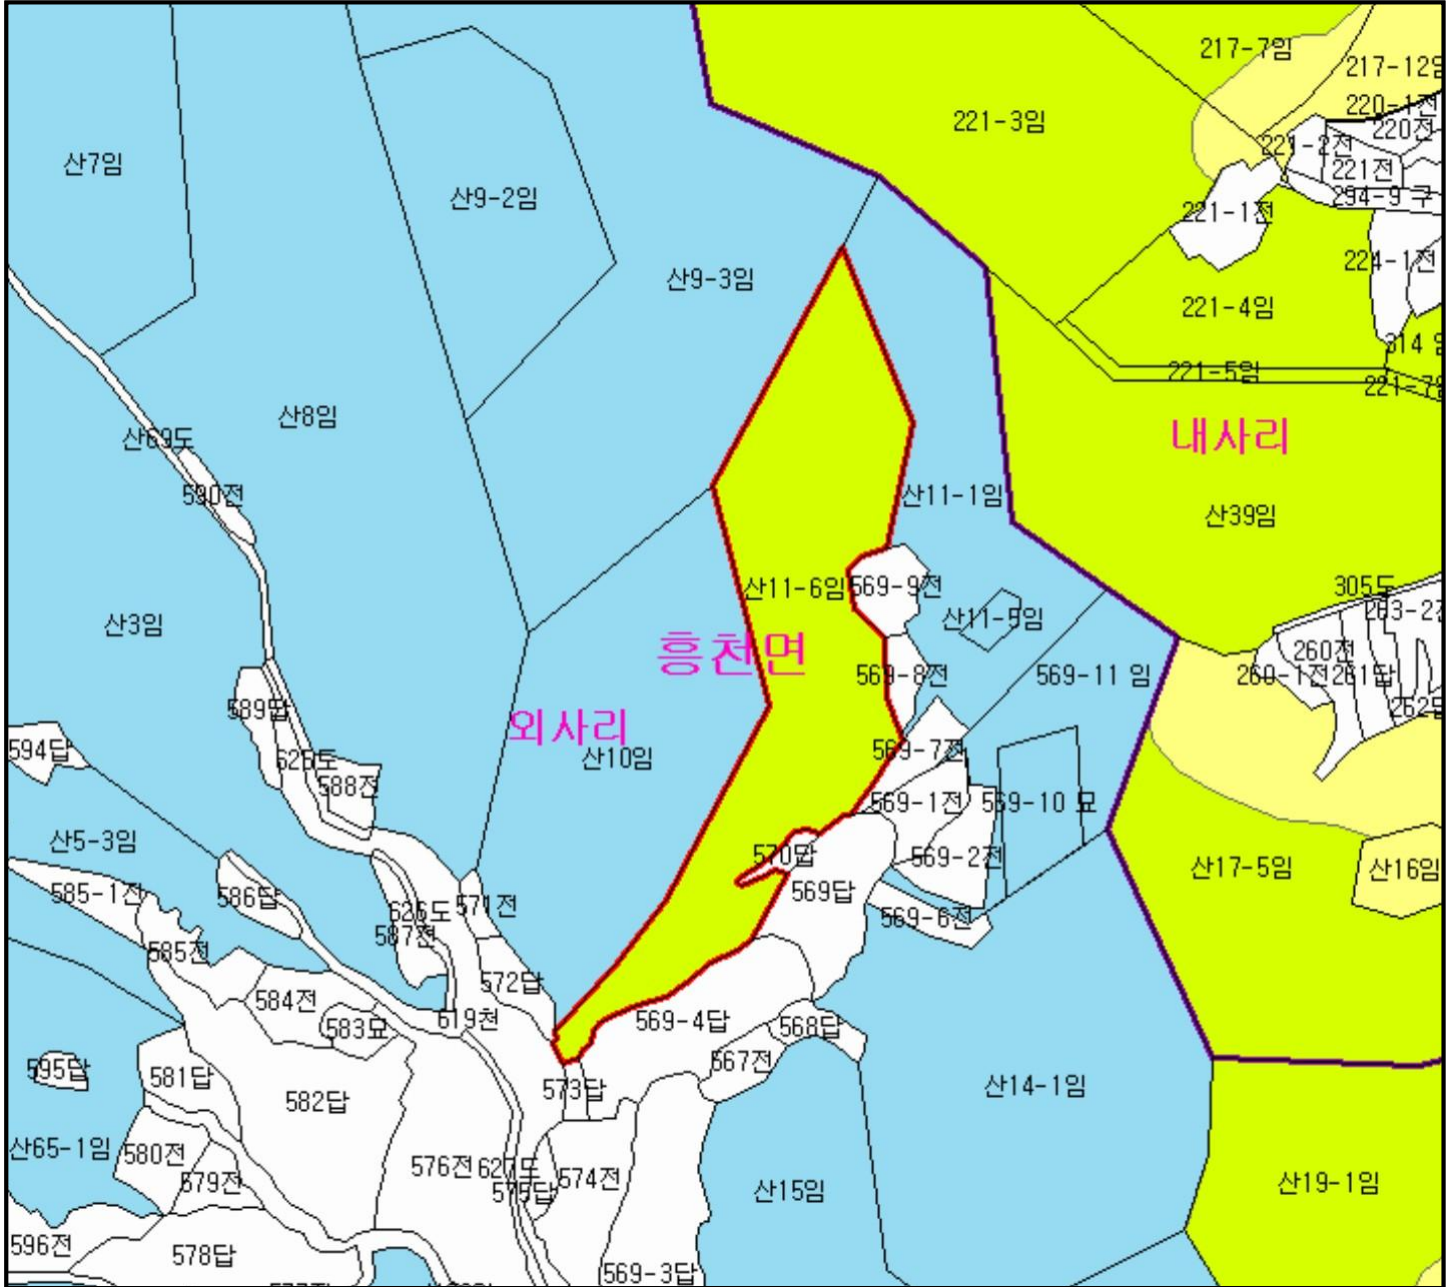 217-7임
217-12임
220-1전
220전
221-3임
221-2전
221전
산7임
294-9 구
산9-2임
221-1전
224-1전
산9-3임
221-4임
314 임
221-5임
산8임
산69도
내사리
590전
산11-1임
산39임
산11-6임
569-9전
305도
산11-5임
산3임
흥천면
260전
569-8전
569-11 임
260-1전
261답
589답
외사리
594답
569-7전
산10임
625도
588전
569-1전
569-10 묘
산5-3임
570답
569-2전
산17-5임
산16임
585-1전
586답
569답
626도
571전
569-6전
587전
585전
572답
584전
583묘
619천
569-4답
568답
667전
595답
581답
573답
산14-1임
582답
산65-1임
580전
576전
627도
574전
579전
575답
산15임
산19-1임
596전
578답
569-3답